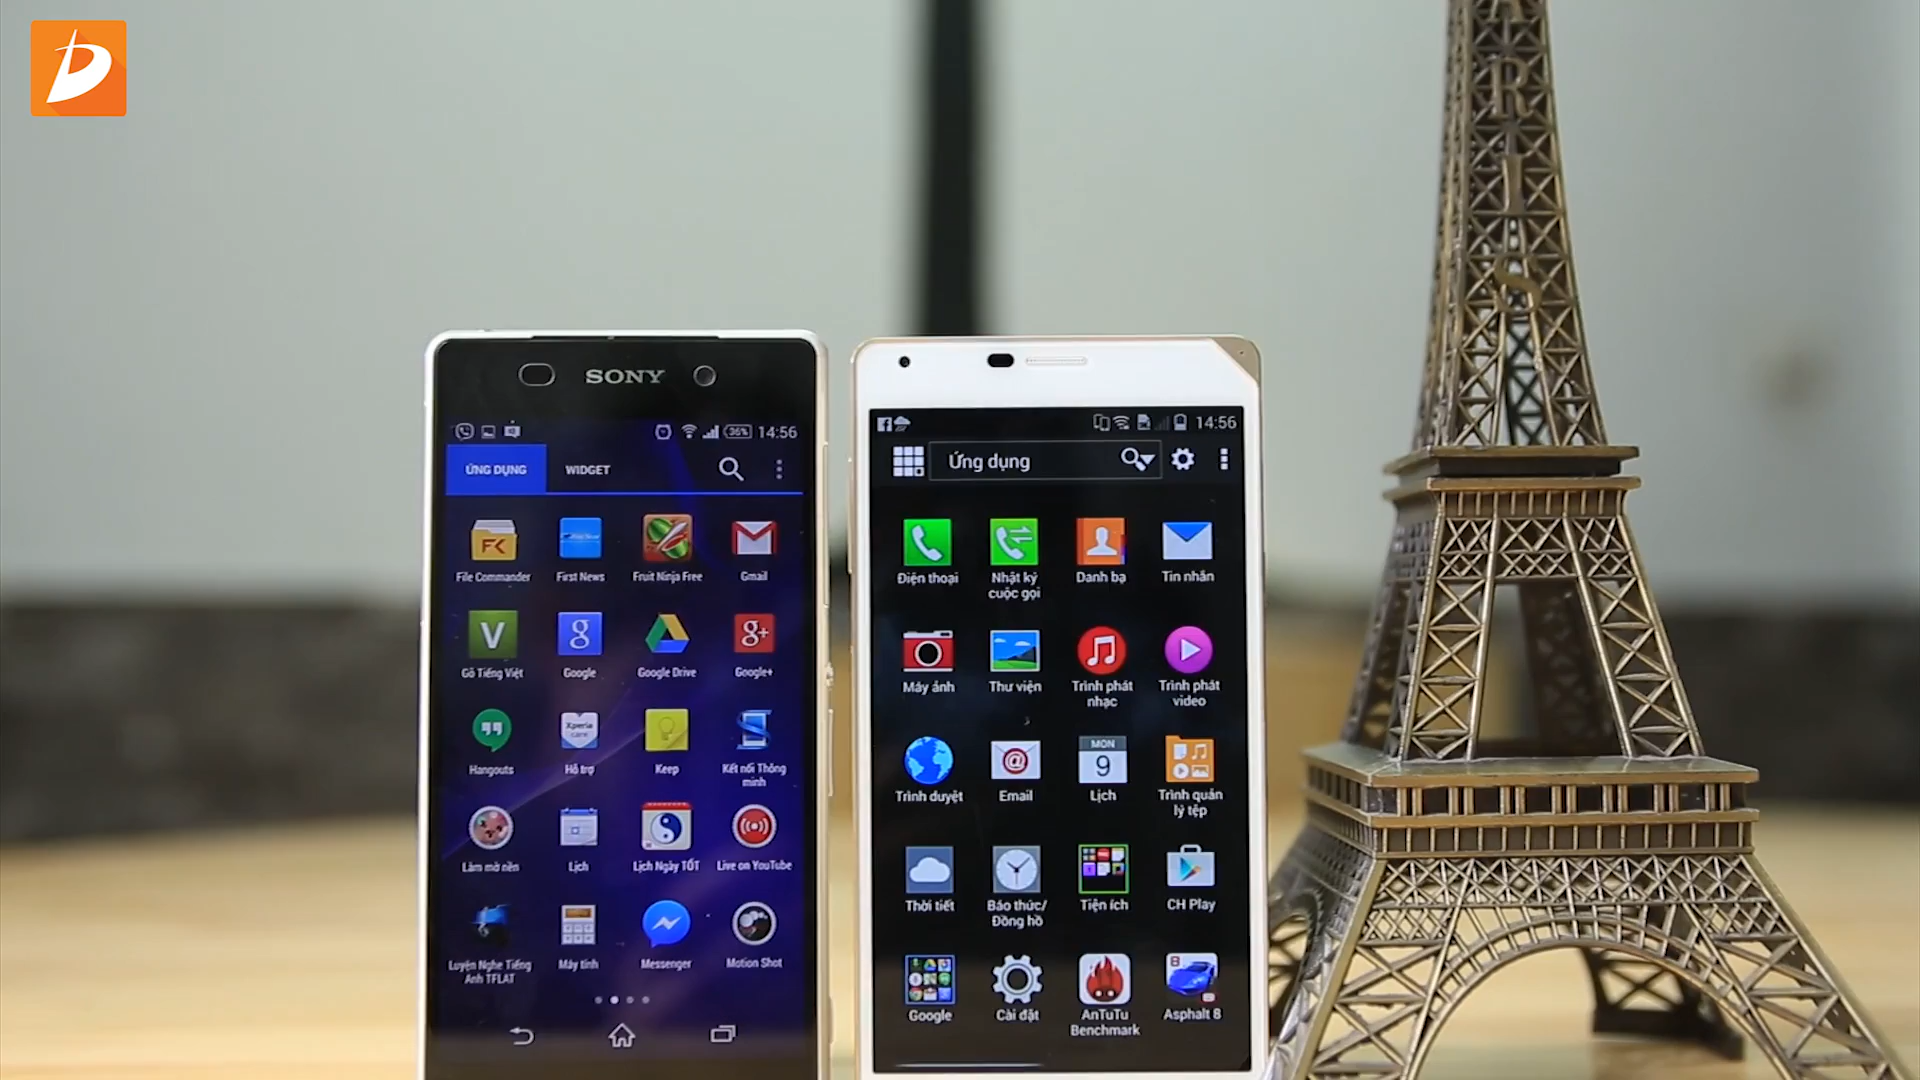 SONY
36% 14:56
ỨNG DỤNG WIDGET
File Commander First News Fruit Ninja Free Gmail
Gõ Tiếng Việt Google Google Drive Google+
Xperia
care
Hangouts Hỗ trợ Keep Kết nối Thông
minh
Làm mờ nền Lịch Lịch Ngày TỐT Live on YouTube
Luyện Nghe Tiếng
Anh TFLAT
Máy tính Messenger Motion Shot
14:56
Ứng dụng
Điện thoại Nhật ký
cuộc gọi
Danh bạ Tin nhắn
Máy ảnh Thư viện Trình phát
nhạc
Trình phát
video
MON
9
Trình duyệt Email Lịch Trình quản
lý tệp
Thời tiết Báo thức/
Đồng hồ
Tiện ích CH Play
Google Cài đặt AnTuTu
Benchmark
Asphalt 8
R
I
S